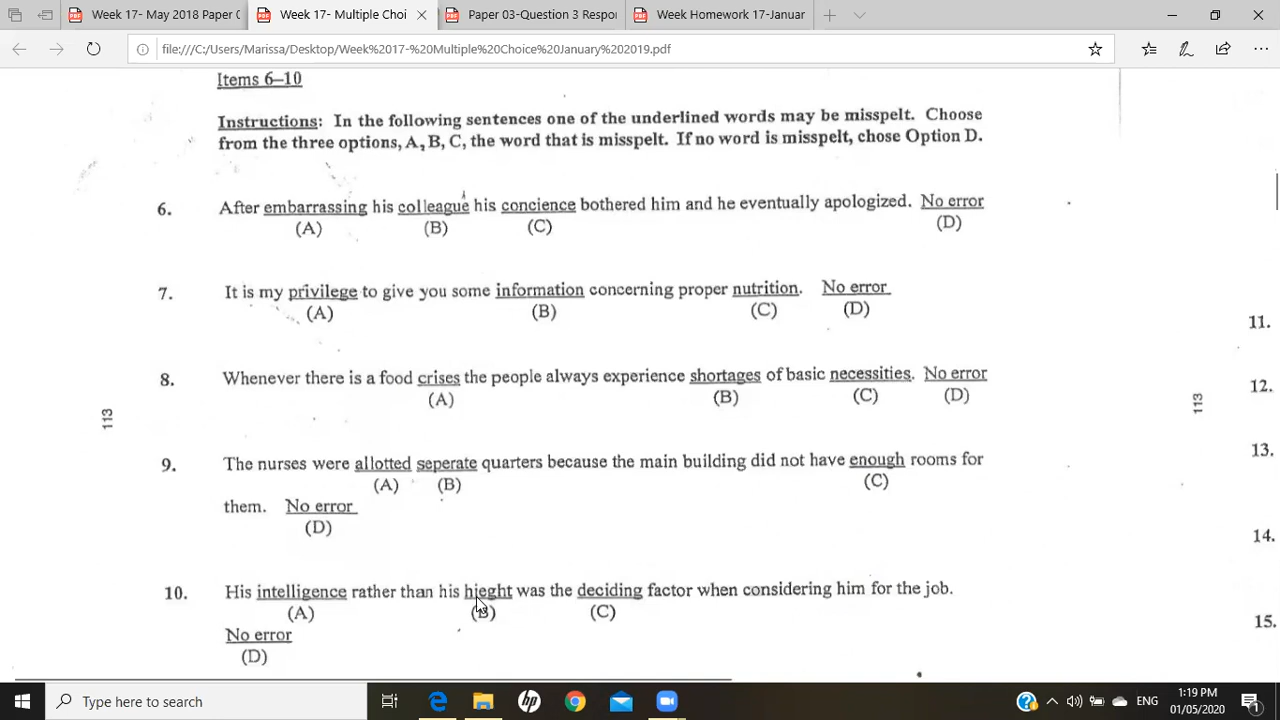 Week 17- May 2018 Paper (
Week 17- Multiple Choi
Paper 03-Question 3 Respor
Week Homework 17-Januar
file:///C:/Users/Marissa/Desktop/Week%2017-%20Multiple%20Choice%20January%202019.pdf
Items 6–10
Instructions: In the following sentences one of the underlined words may be misspelt. Choose
from the three options, A, B, C, the word that is misspelt. If no word is misspelt, chose Option D.
6. After embarrassing his colleague his concience bothered him and he eventually apologized. No error
(A) (B) (C) (D)
7. It is my privilege to give you some information concerning proper nutrition. No error
(A) (B) (C) (D)
11.
8. Whenever there is a food crises the people always experience shortages of basic necessities. No error
(A) (B) (C) (D)
12.
113
113
9. The nurses were allotted seperate quarters because the main building did not have enough rooms for
(A) (B) (C)
13.
them. No error
(D)
14.
10. His intelligence rather than his hieght was the deciding factor when considering him for the job.
(A) (B) (C)
15.
No error
(D)
Type here to search
hp
ENG
1:19 PM
01/05/2020
1